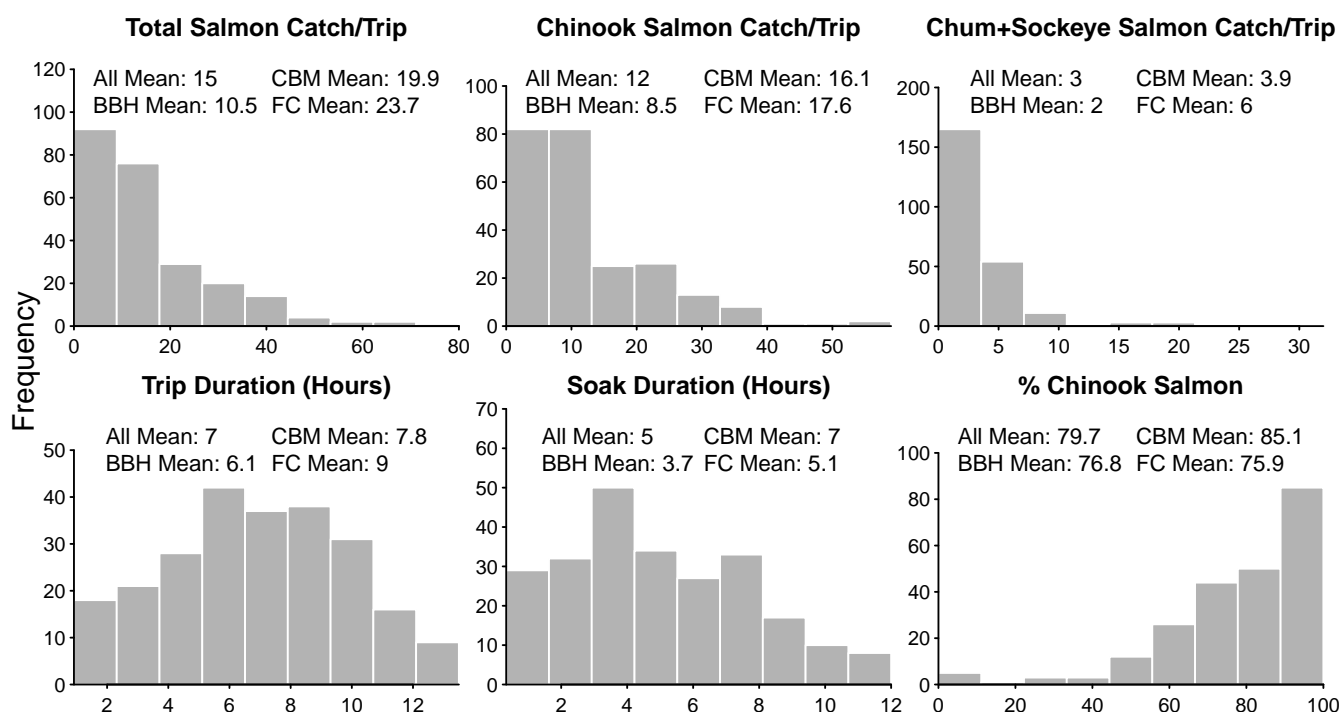 Total Salmon Catch/Trip
All Mean: 15 CBM Mean: 19.9
BBH Mean: 10.5 FC Mean: 23.7
120
100
80
60
40
20
0
0 20 40 60 80
Chinook Salmon Catch/Trip
All Mean: 12 CBM Mean: 16.1
BBH Mean: 8.5 FC Mean: 17.6
100
80
60
40
20
0
0 10 20 30 40 50
Chum+Sockeye Salmon Catch/Trip
All Mean: 3 CBM Mean: 3.9
BBH Mean: 2 FC Mean: 6
200
150
100
50
0
0 5 10 15 20 25 30
Frequency
Trip Duration (Hours)
All Mean: 7 CBM Mean: 7.8
BBH Mean: 6.1 FC Mean: 9
50
40
30
20
10
0
2 4 6 8 10 12
Soak Duration (Hours)
All Mean: 5 CBM Mean: 7
BBH Mean: 3.7 FC Mean: 5.1
70
60
50
40
30
20
10
0
2 4 6 8 10 12
% Chinook Salmon
All Mean: 79.7 CBM Mean: 85.1
BBH Mean: 76.8 FC Mean: 75.9
100
80
60
40
20
0
0 20 40 60 80 100